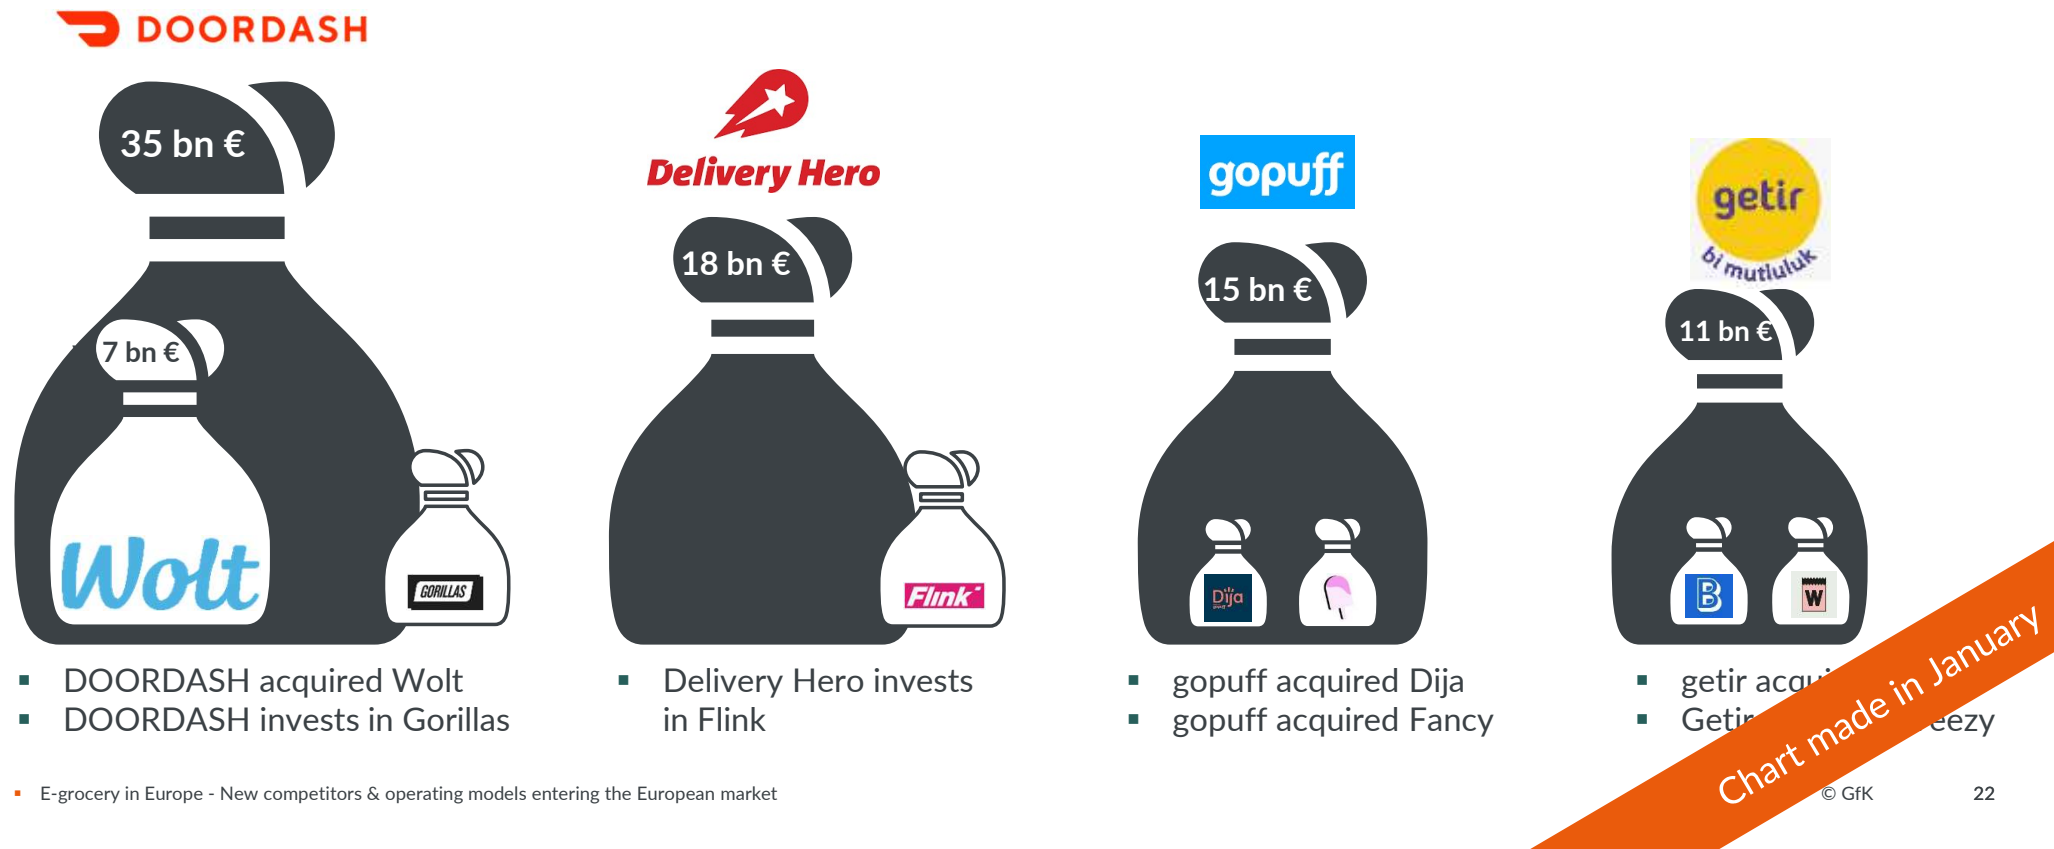 DOORDASH
35 bn €
7 bn €
Wolt
GORILLAS
DOORDASH acquired Wolt
DOORDASH invests in Gorillas
Delivery Hero
18 bn €
Flink
Delivery Hero invests
in Flink
gopuff
15 bn €
Dija
gopuff acquired Dija
gopuff acquired Fancy
getir
bi mutluluk
11 bn €
B
W
getir
Getir
Chart made in January
E-grocery in Europe - New competitors & operating models entering the European market
© GfK
22